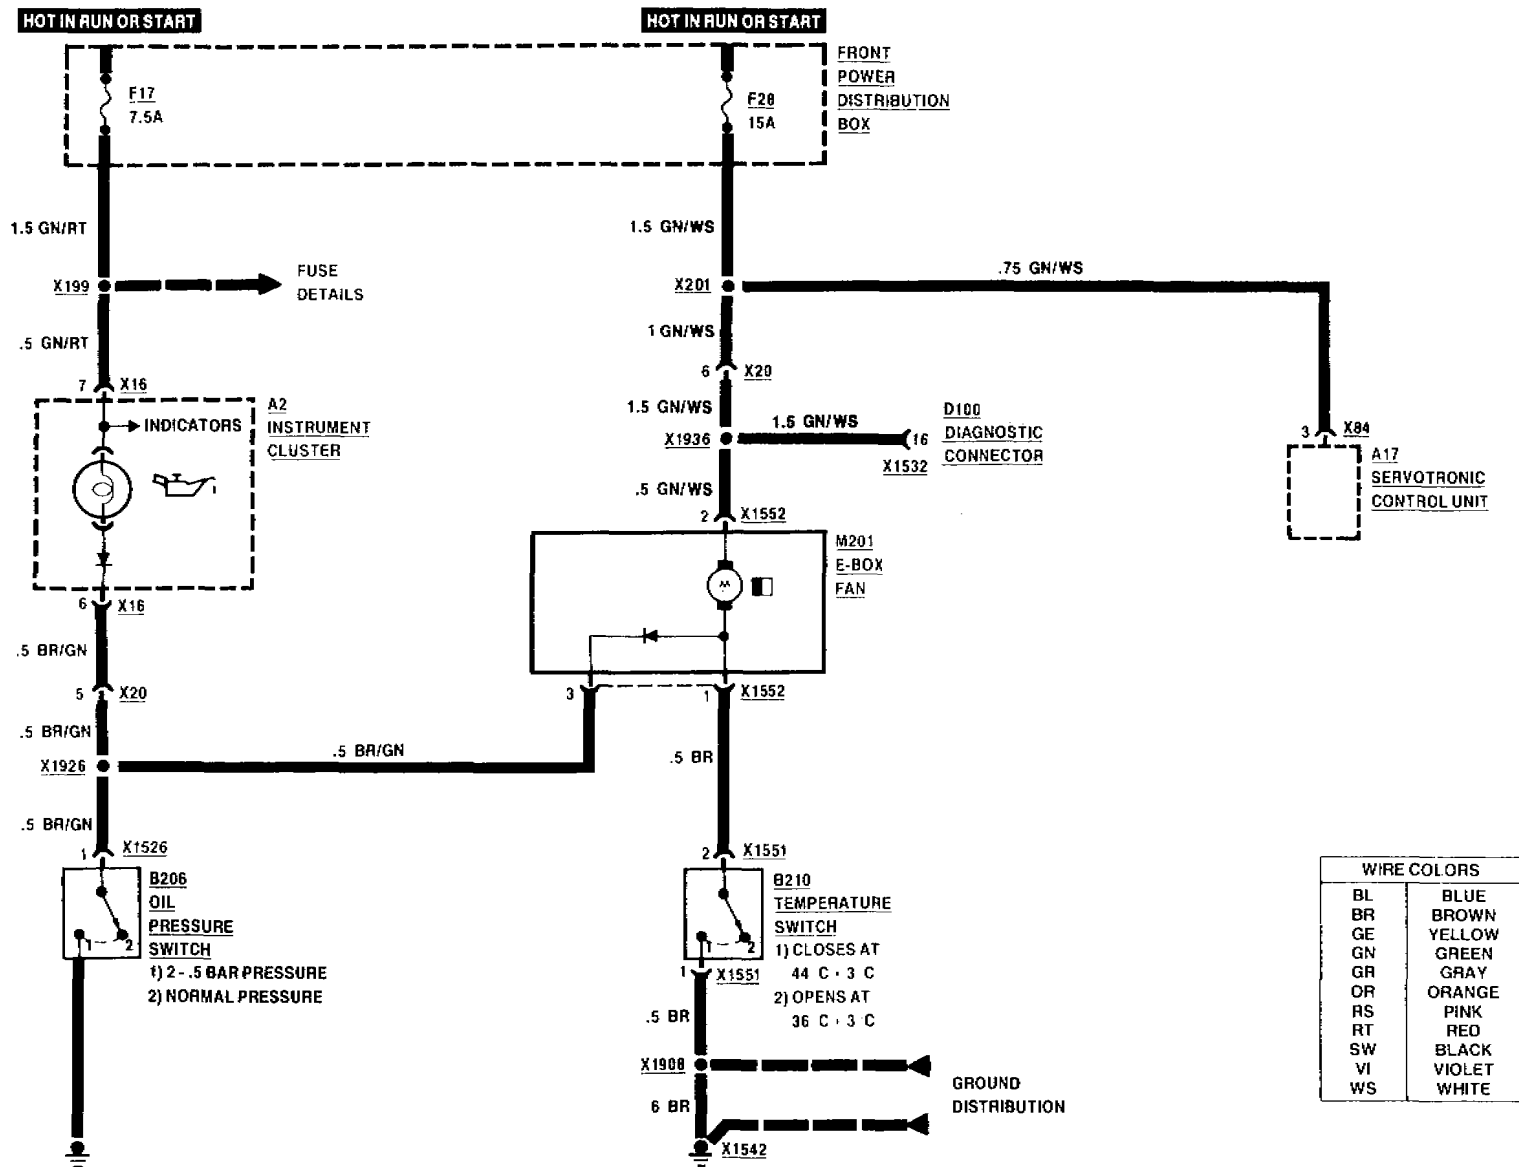 HOT IN RUN OR START
HOT IN RUN OR START
FRONT
POWER
DISTRIBUTION
BOX
F17
7.5A
F28
15A
1.5 GN/RT
1.5 GN/WS
X199
FUSE
DETAILS
X201
.75 GN/WS
.5 GN/RT
1 GN/WS
7
X16
6
X20
A2
INSTRUMENT
CLUSTER
INDICATORS
1.5 GN/WS
X1936
1.5 GN/WS
16
X1532
D100
DIAGNOSTIC
CONNECTOR
3
X84
A17
SERVOTRONIC
CONTROL UNIT
.5 GN/WS
2
X1552
M201
E-BOX
FAN
M
6
X16
.5 BR/GN
5
X20
3
1
X1552
.5 BR/GN
X1926
.5 BR/GN
.5 BR
.5 BR/GN
1
X1526
2
X1551
B206
OIL
PRESSURE
SWITCH
1) 2-.5 BAR PRESSURE
2) NORMAL PRESSURE
1
2
B210
TEMPERATURE
SWITCH
1) CLOSES AT
44 C + 3 C
2) OPENS AT
36 C + 3 C
1
2
1
X1551
.5 BR
X1908
6 BR
GROUND
DISTRIBUTION
X1542
WIRE COLORS
BL BLUE
BR BROWN
GE YELLOW
GN GREEN
GR GRAY
OR ORANGE
RS PINK
RT RED
SW BLACK
VI VIOLET
WS WHITE